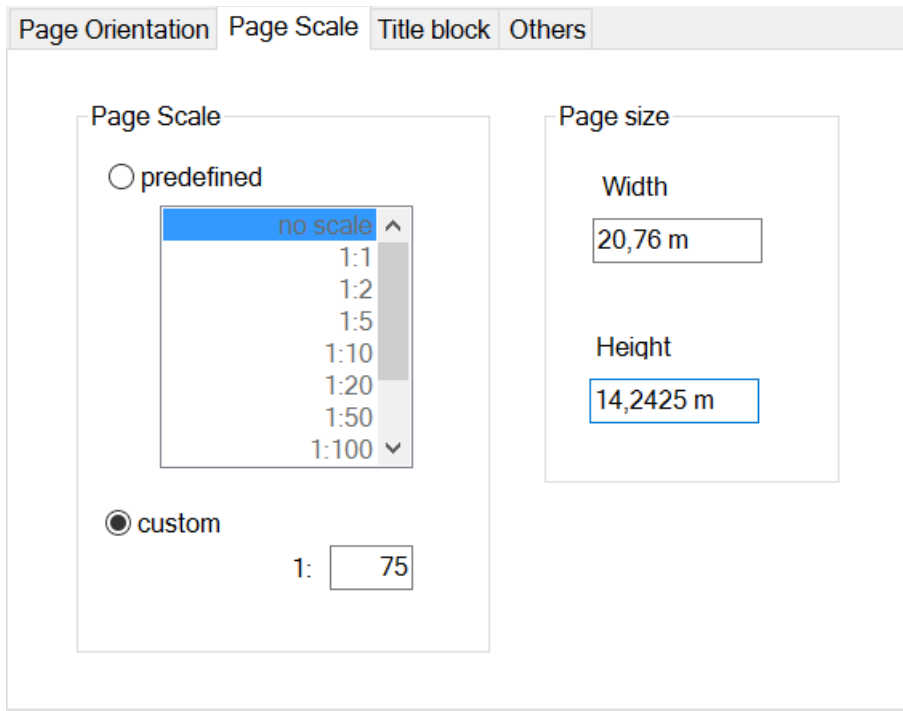 Page Orientation Page Scale Title block Others
Page Scale
predefined
no scale
1:1
1:2
1:5
1:10
1:20
1:50
1:100
custom
1: 75
Page size
Width
20,76 m
Height
14,2425 m